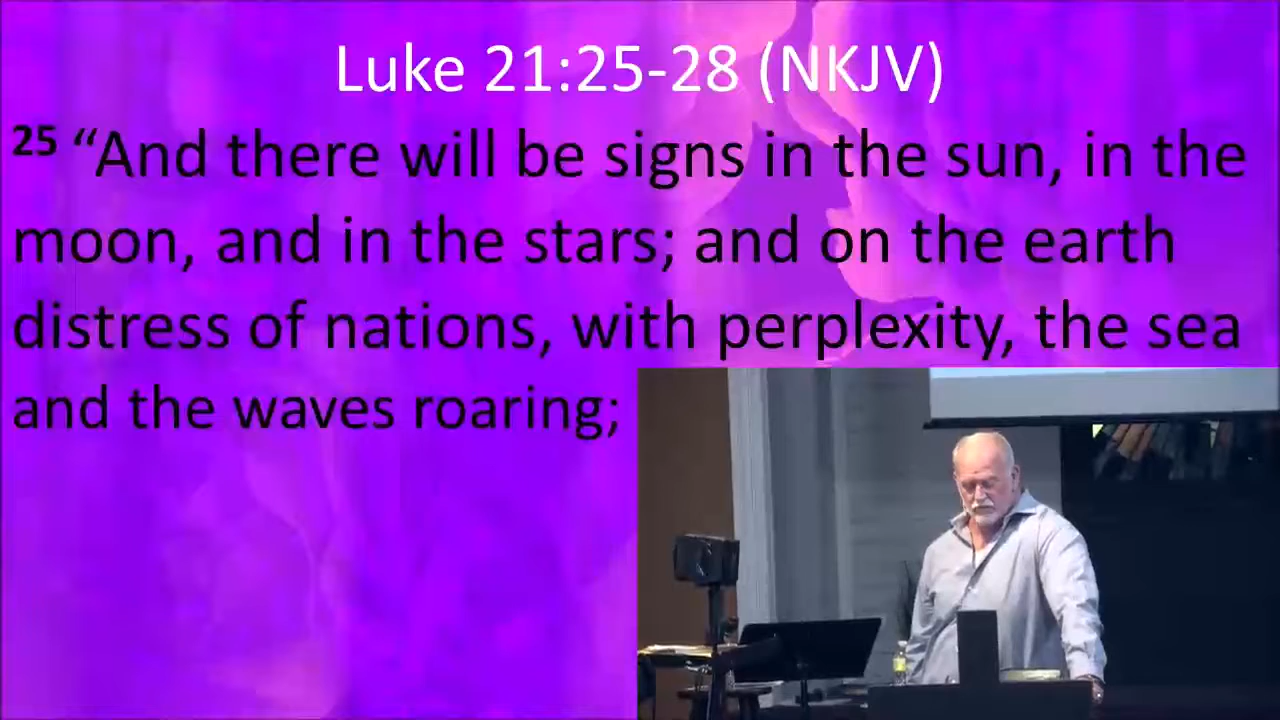 Luke 21:25-28 (NKJV)
25 “And there will be signs in the sun, in the
moon, and in the stars; and on the earth
distress of nations, with perplexity, the sea
and the waves roaring;